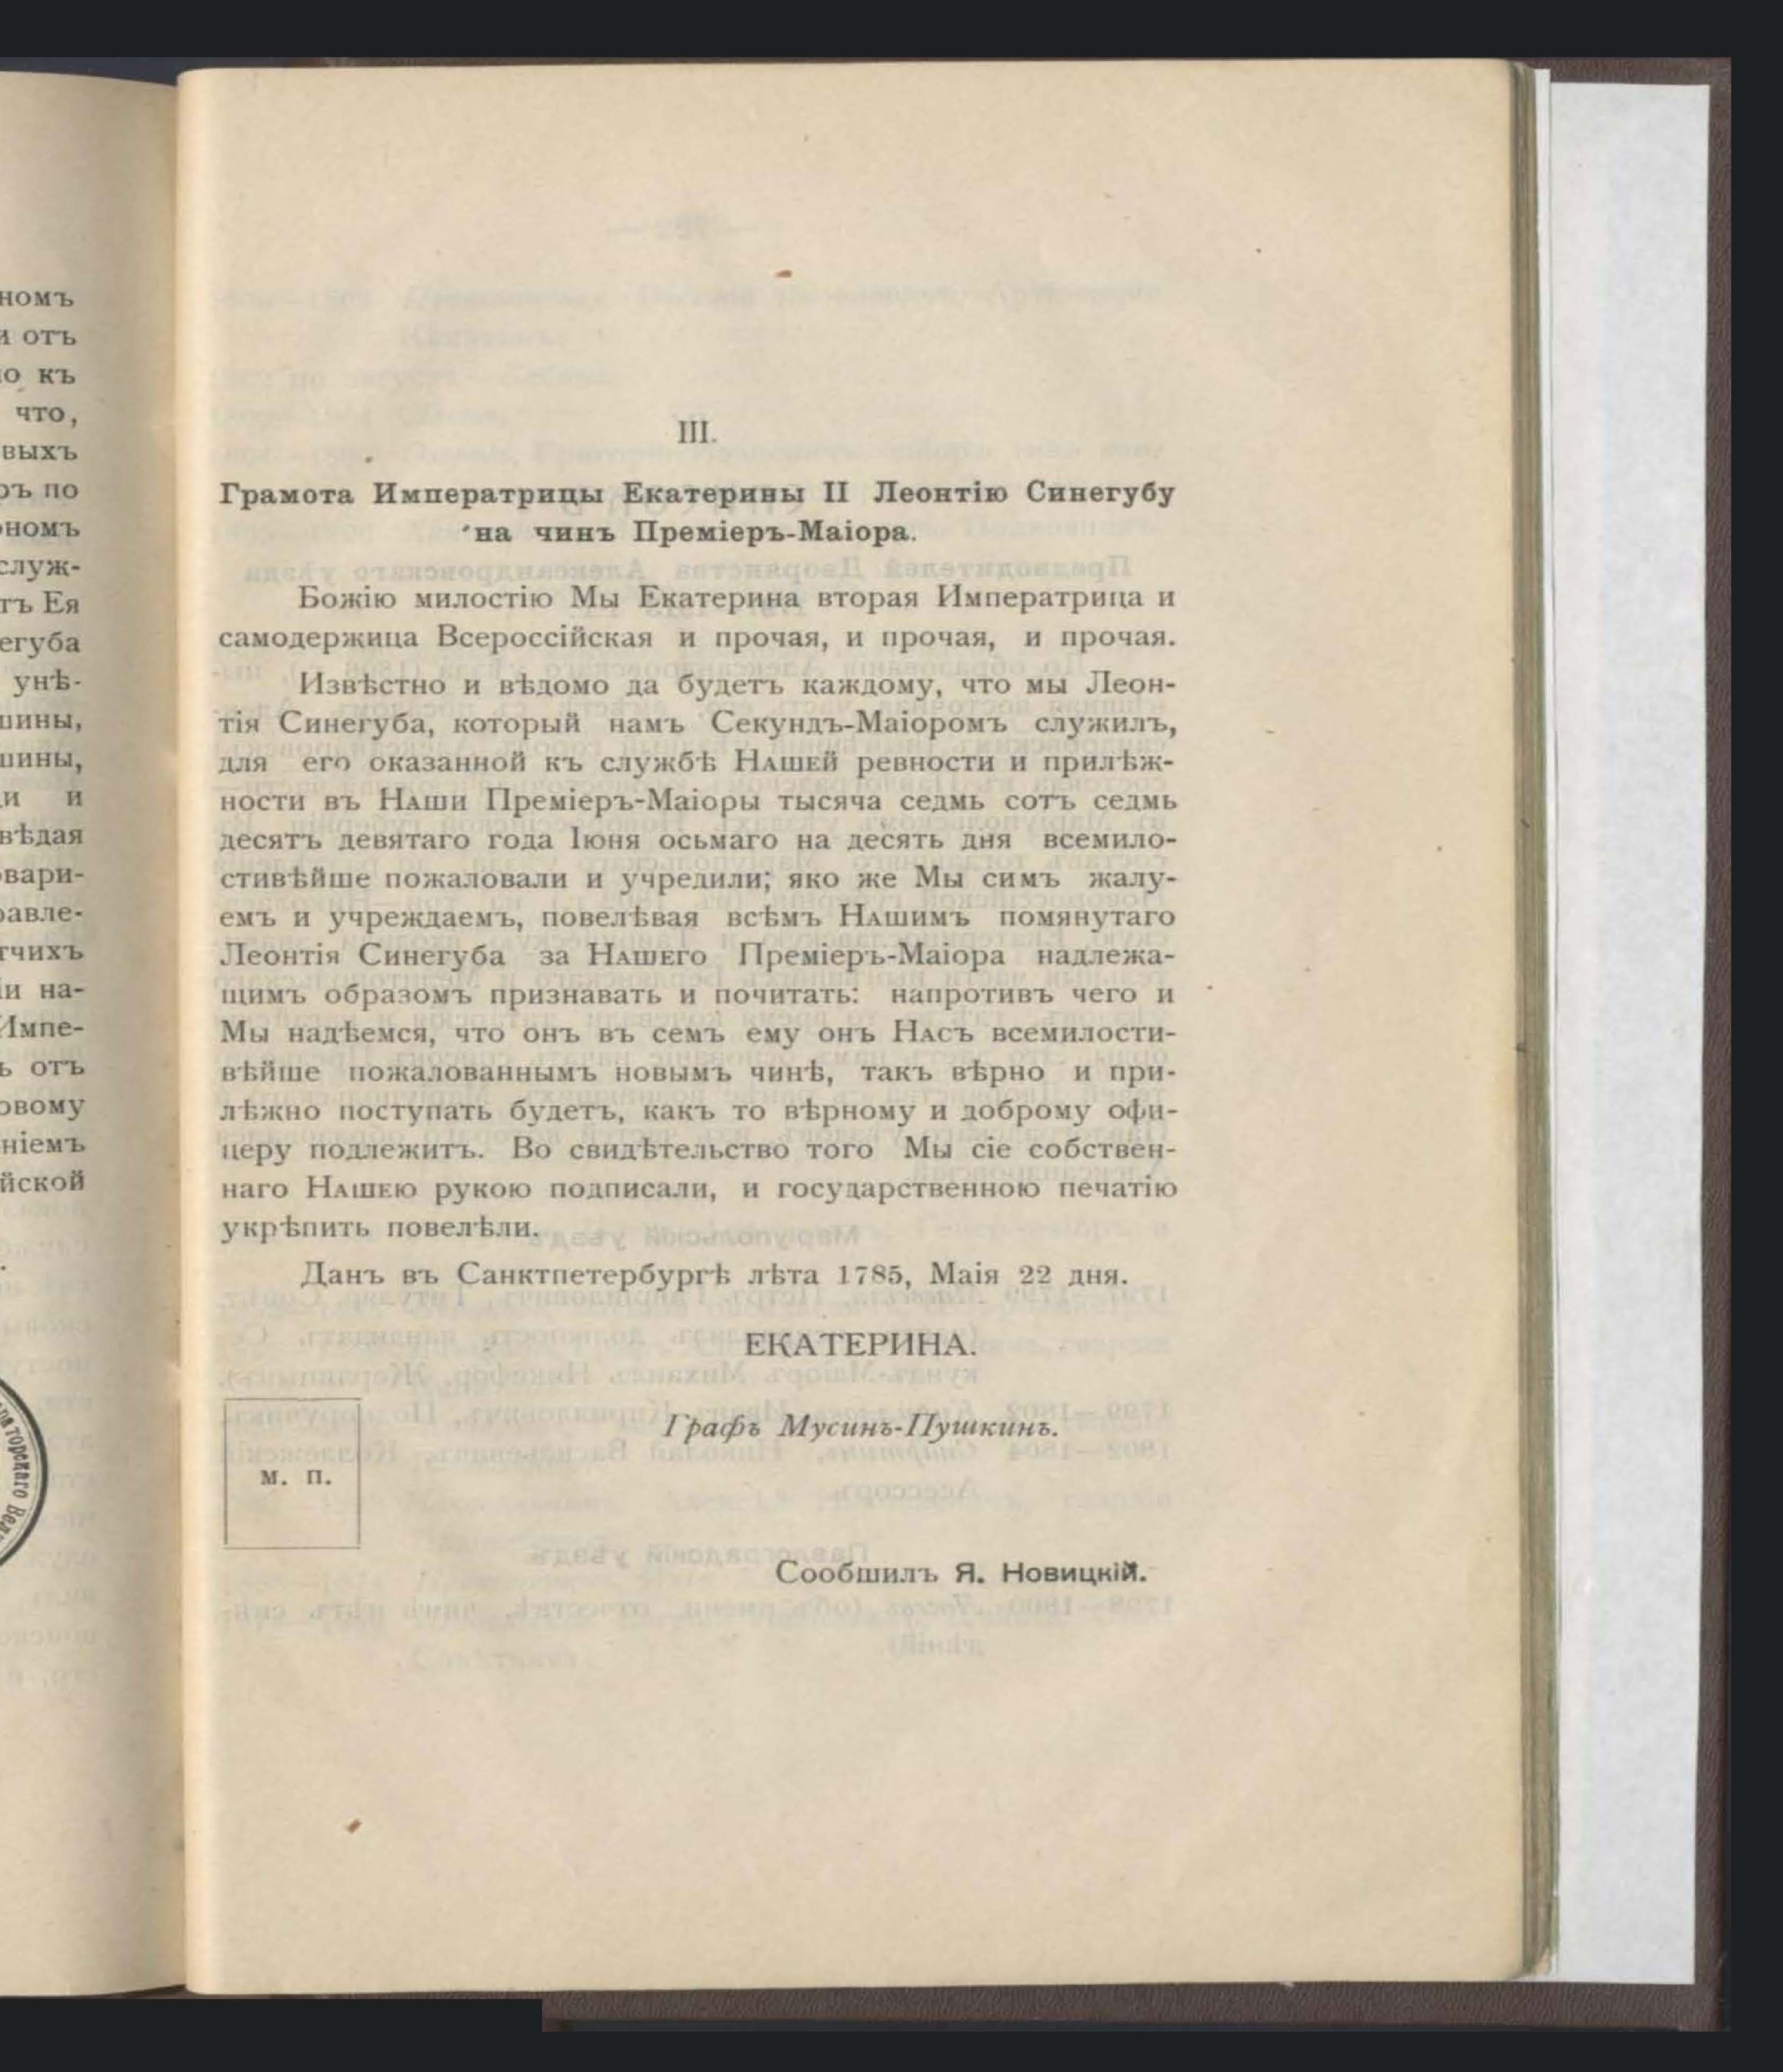 номъ
и отъ
но къ
что,
выхъ
ръ по
рномъ
служ-
тъ Ея
егуба
унѣ-
шины,
шины,
и
вѣдая
овари-
равле-
тчихъ
іи на-
Импе-
ь отъ
овому
ніемъ
йской
III.
Грамота Императрицы Екатерины II Леонтію Синегубу
на чинъ Преміеръ-Маіора.
Божію милостію Мы Екатерина вторая Императрица и
самодержица Всероссійская и прочая, и прочая, и прочая.
Извѣстно и вѣдомо да будетъ каждому, что мы Леон-
тія Синегуба, который намъ Секундъ-Маіоромъ служилъ,
для его оказанной къ службѣ НАШЕЙ ревности и прилѣж-
ности въ НАШИ Преміеръ-Маіоры тысяча седмь сотъ седмь
десятъ девятаго года Іюня осьмаго на десять дня всемило-
стивѣйше пожаловали и учредили; яко же Мы симъ жалу-
емъ и учреждаемъ, повелѣвая всѣмъ НАШИМЪ помянутаго
Леонтія Синегуба за НАШЕГО Преміеръ-Маіора надлежа-
щимъ образомъ признавать и почитать: напротивъ чего и
Мы надѣемся, что онъ въ семъ ему онъ НАСЪ всемилости-
вѣйше пожалованнымъ новымъ чинѣ, такъ вѣрно и при-
лѣжно поступать будетъ, какъ то вѣрному и доброму офи-
церу подлежитъ. Во свидѣтельство того Мы сіе собствен-
наго НАШЕЮ рукою подписали, и государственною печатію
укрѣпить повелѣли.
Данъ въ Санктпетербургѣ лѣта 1785, Маія 22 дня.
ЕКАТЕРИНА.
Графъ Мусинъ-Пушкинъ.
м. п.
Сообщилъ Я. Новицкій.